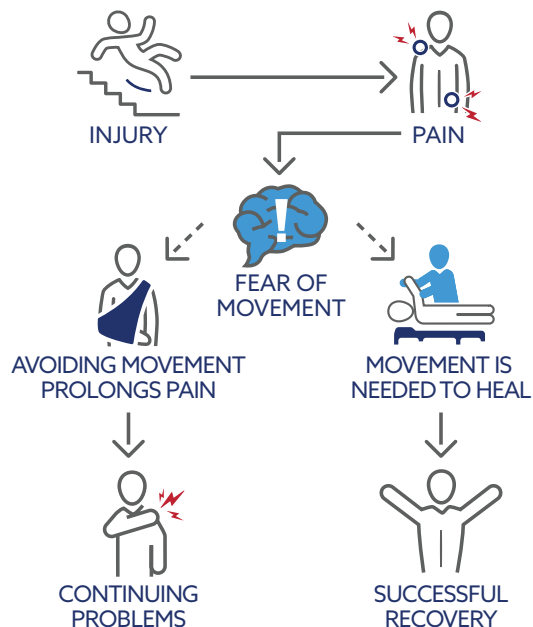 INJURY
PAIN
FEAR OF
MOVEMENT
AVOIDING MOVEMENT
PROLONGS PAIN
MOVEMENT IS
NEEDED TO HEAL
CONTINUING
PROBLEMS
SUCCESSFUL
RECOVERY